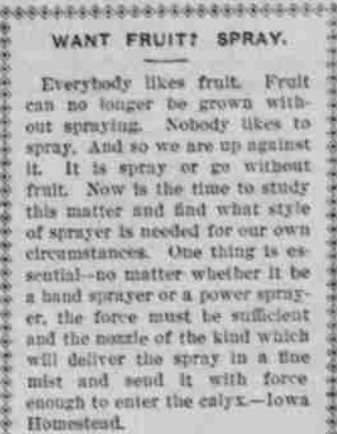 WANT FRUIT? SPRAY.
Everybody likes fruit. Fruit
can no longer be grown with-
out spraying. Nobody likes to
spray. And so we are up against
it. It is spray or go without
fruit. Now is the time to study
this matter and find what style
of sprayer is needed for our own
circumstances. One thing is es-
sential—no matter whether it be
a hand sprayer or a power spray-
er, the force must be sufficient
and the nozzle of the kind which
will deliver the spray in a fine
mist and send it with force
enough to enter the calyx.—Iowa
Homestead.